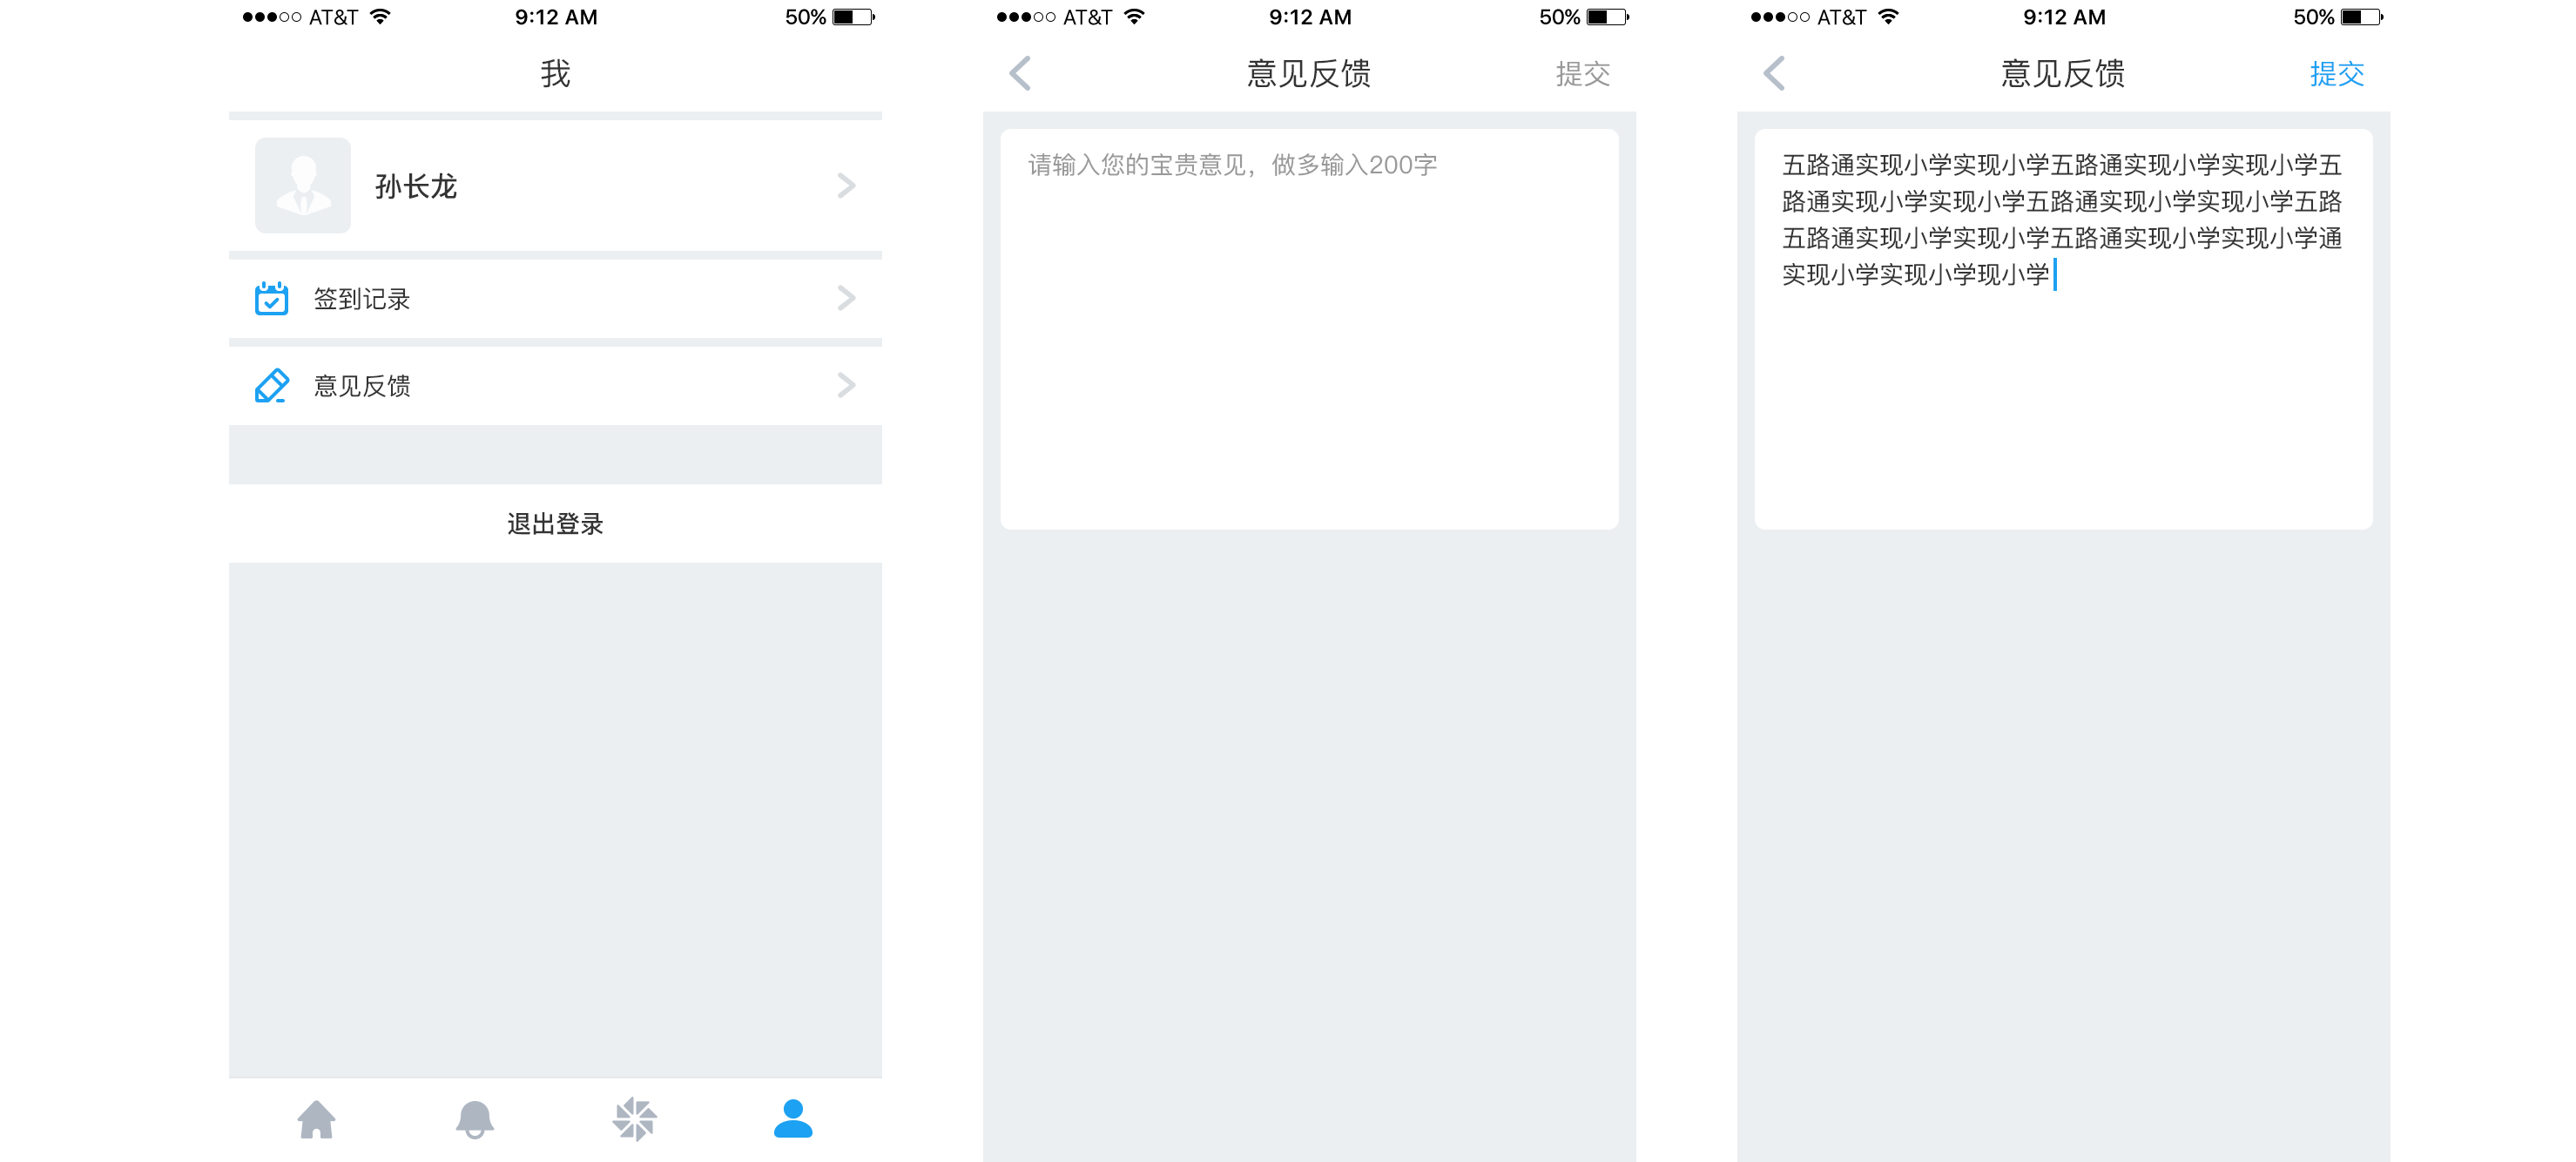 AT&T 9:12 AM 50%
我
孙长龙
签到记录
意见反馈
退出登录
AT&T 9:12 AM 50%
意见反馈 提交
请输入您的宝贵意见，做多输入200字
AT&T 9:12 AM 50%
意见反馈 提交
五路通实现小学实现小学五路通实现小学实现小学五
路通实现小学实现小学五路通实现小学实现小学五路
五路通实现小学实现小学五路通实现小学实现小学通
实现小学实现小学现小学